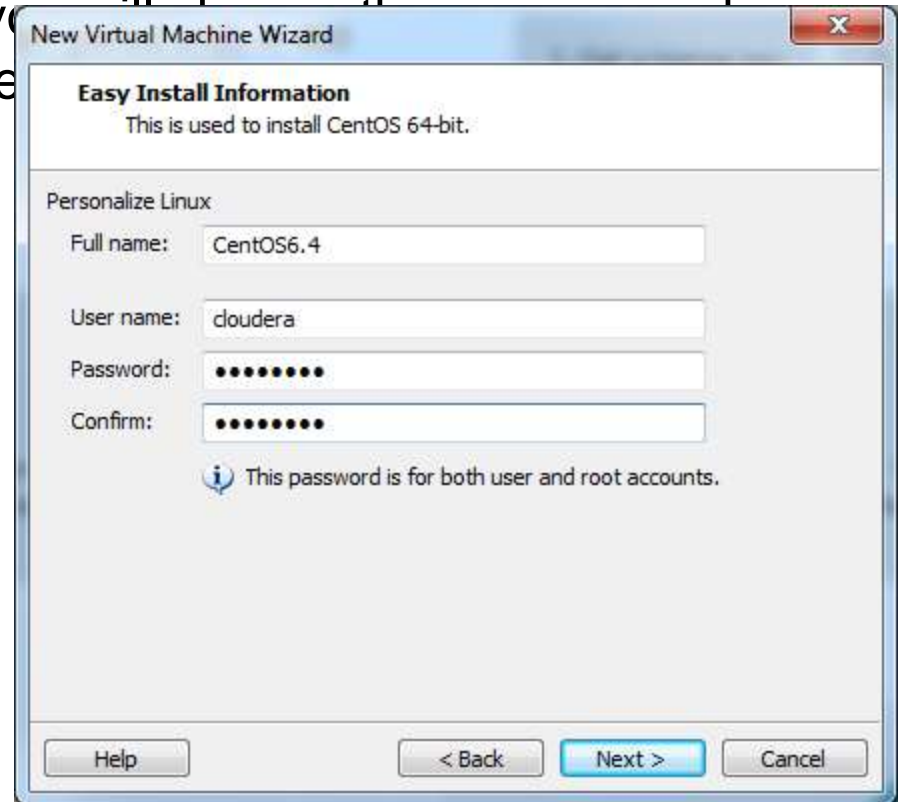 New Virtual Machine Wizard
Easy Install Information
This is used to install CentOS 64-bit.
Personalize Linux
Full name: CentOS6.4
User name: cloudera
Password: ••••••••
Confirm: ••••••••
This password is for both user and root accounts.
Help < Back Next > Cancel